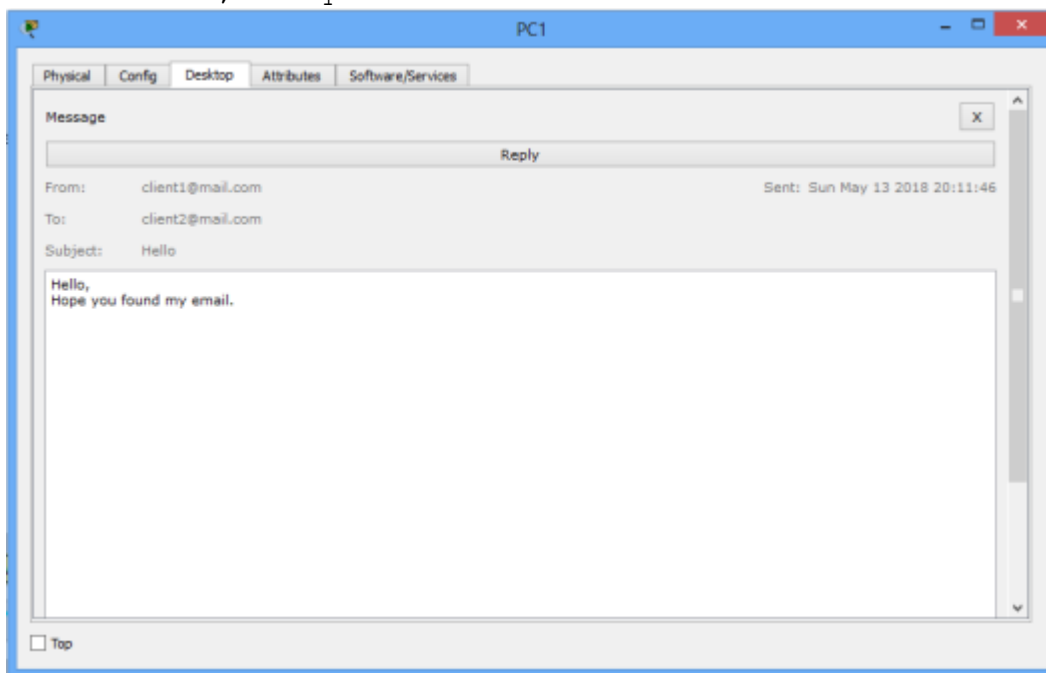 PC1
Physical Config Desktop Attributes Software/Services
Message X
Reply
From: client1@mail.com Sent: Sun May 13 2018 20:11:46
To: client2@mail.com
Subject: Hello
Hello,
Hope you found my email.
Top